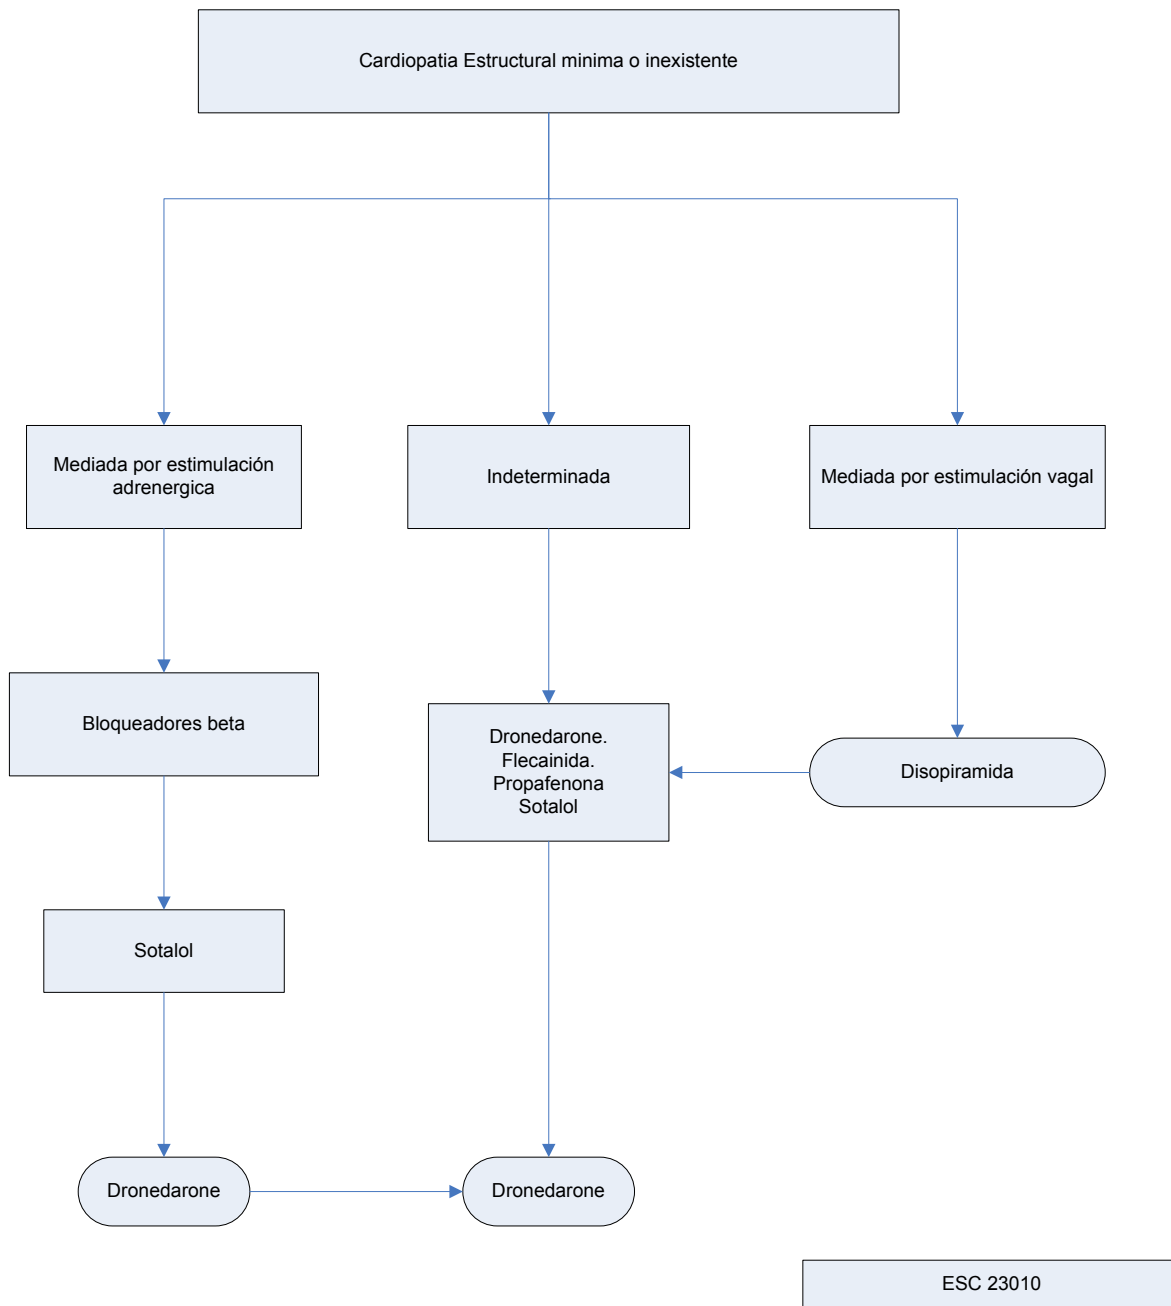 Cardiopatia Estructural minima o inexistente
Mediada por estimulación
adrenergica
Indeterminada
Mediada por estimulación vagal
Bloqueadores beta
Dronedarone.
Flecainida.
Propafenona
Sotalol
Disopiramida
Sotalol
Dronedarone
Dronedarone
ESC 23010